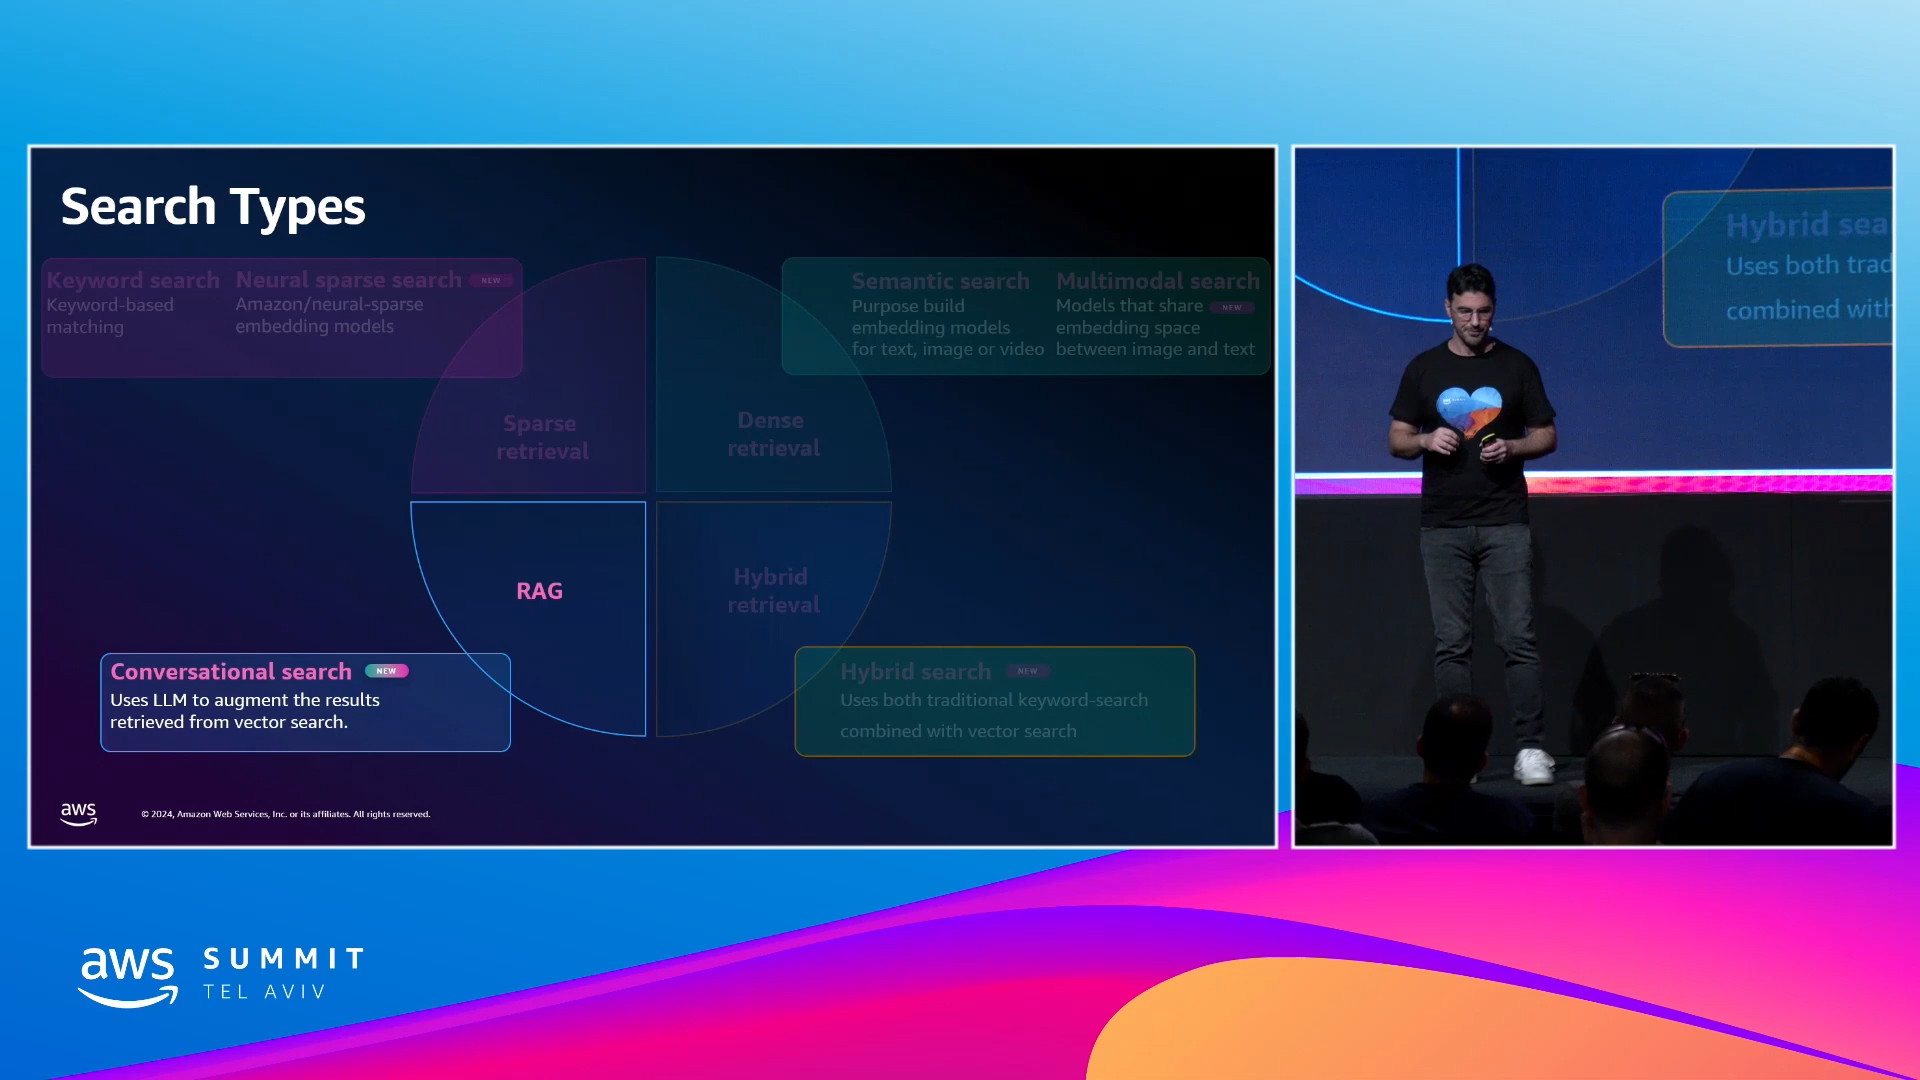 Search Types
Keyword search
Keyword-based
matching
Neural sparse search NEW
Amazon/neural-sparse
embedding models
Semantic search
Purpose build
embedding models
for text, image or video
Multimodal search
Models that share NEW
embedding space
between image and text
Sparse
retrieval
Dense
retrieval
RAG
Hybrid
retrieval
Conversational search NEW
Uses LLM to augment the results
retrieved from vector search.
Hybrid search NEW
Uses both traditional keyword-search
combined with vector search
aws
© 2024, Amazon Web Services, Inc. or its affiliates. All rights reserved.
Hybrid sea
Uses both trad
combined with
aws SUMMIT
TEL AVIV